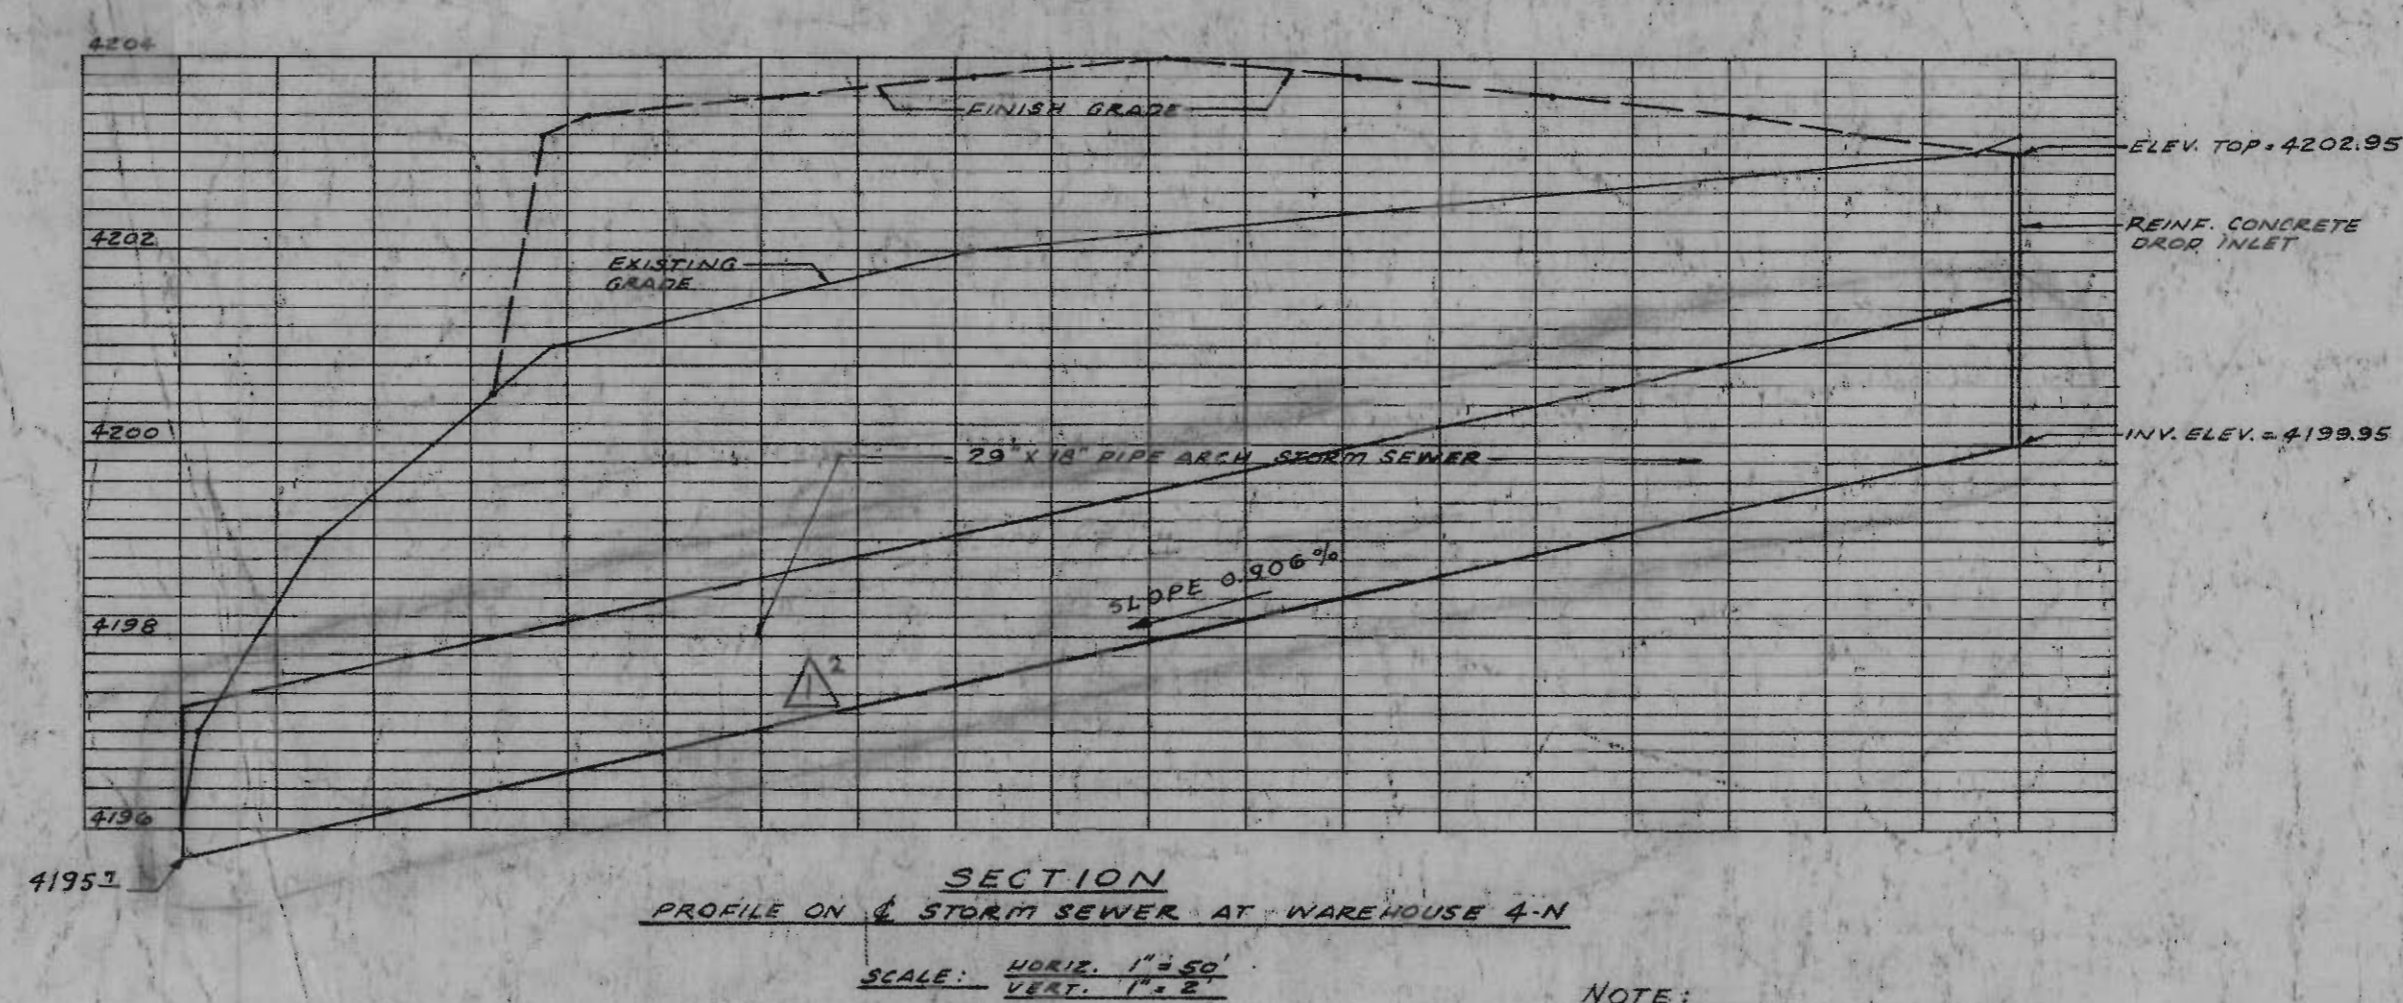 4204
FINISH GRADE
ELEV. TOP = 4202.95
4202
REINF. CONCRETE
DROP INLET
EXISTING
GRADE
4200
INV. ELEV. = 4199.95
29" X 18" PIPE ARCH STORM SEWER
SLOPE 0.906%
4198
1 2
4196
4195.7
SECTION
PROFILE ON ℄ STORM SEWER AT WAREHOUSE 4-N
SCALE: HORIZ. 1" = 50'
VERT. 1" = 2'
NOTE: